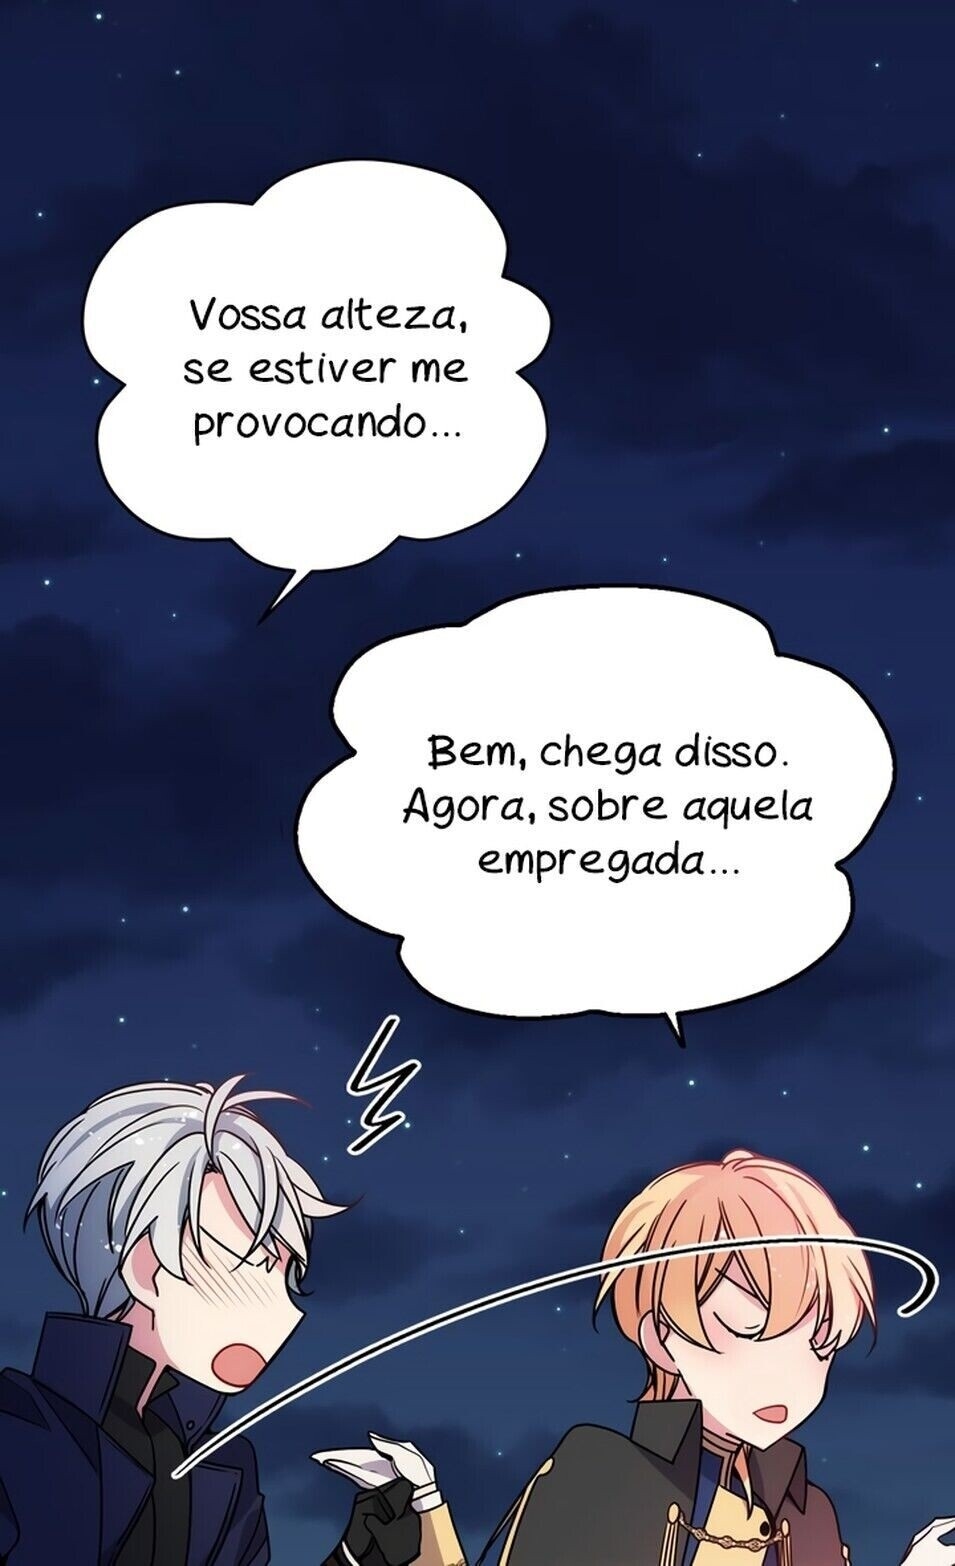 Vossa alteza,
se estiver me
provocando...
Bem, chega disso.
Agora, sobre aquela
empregada...